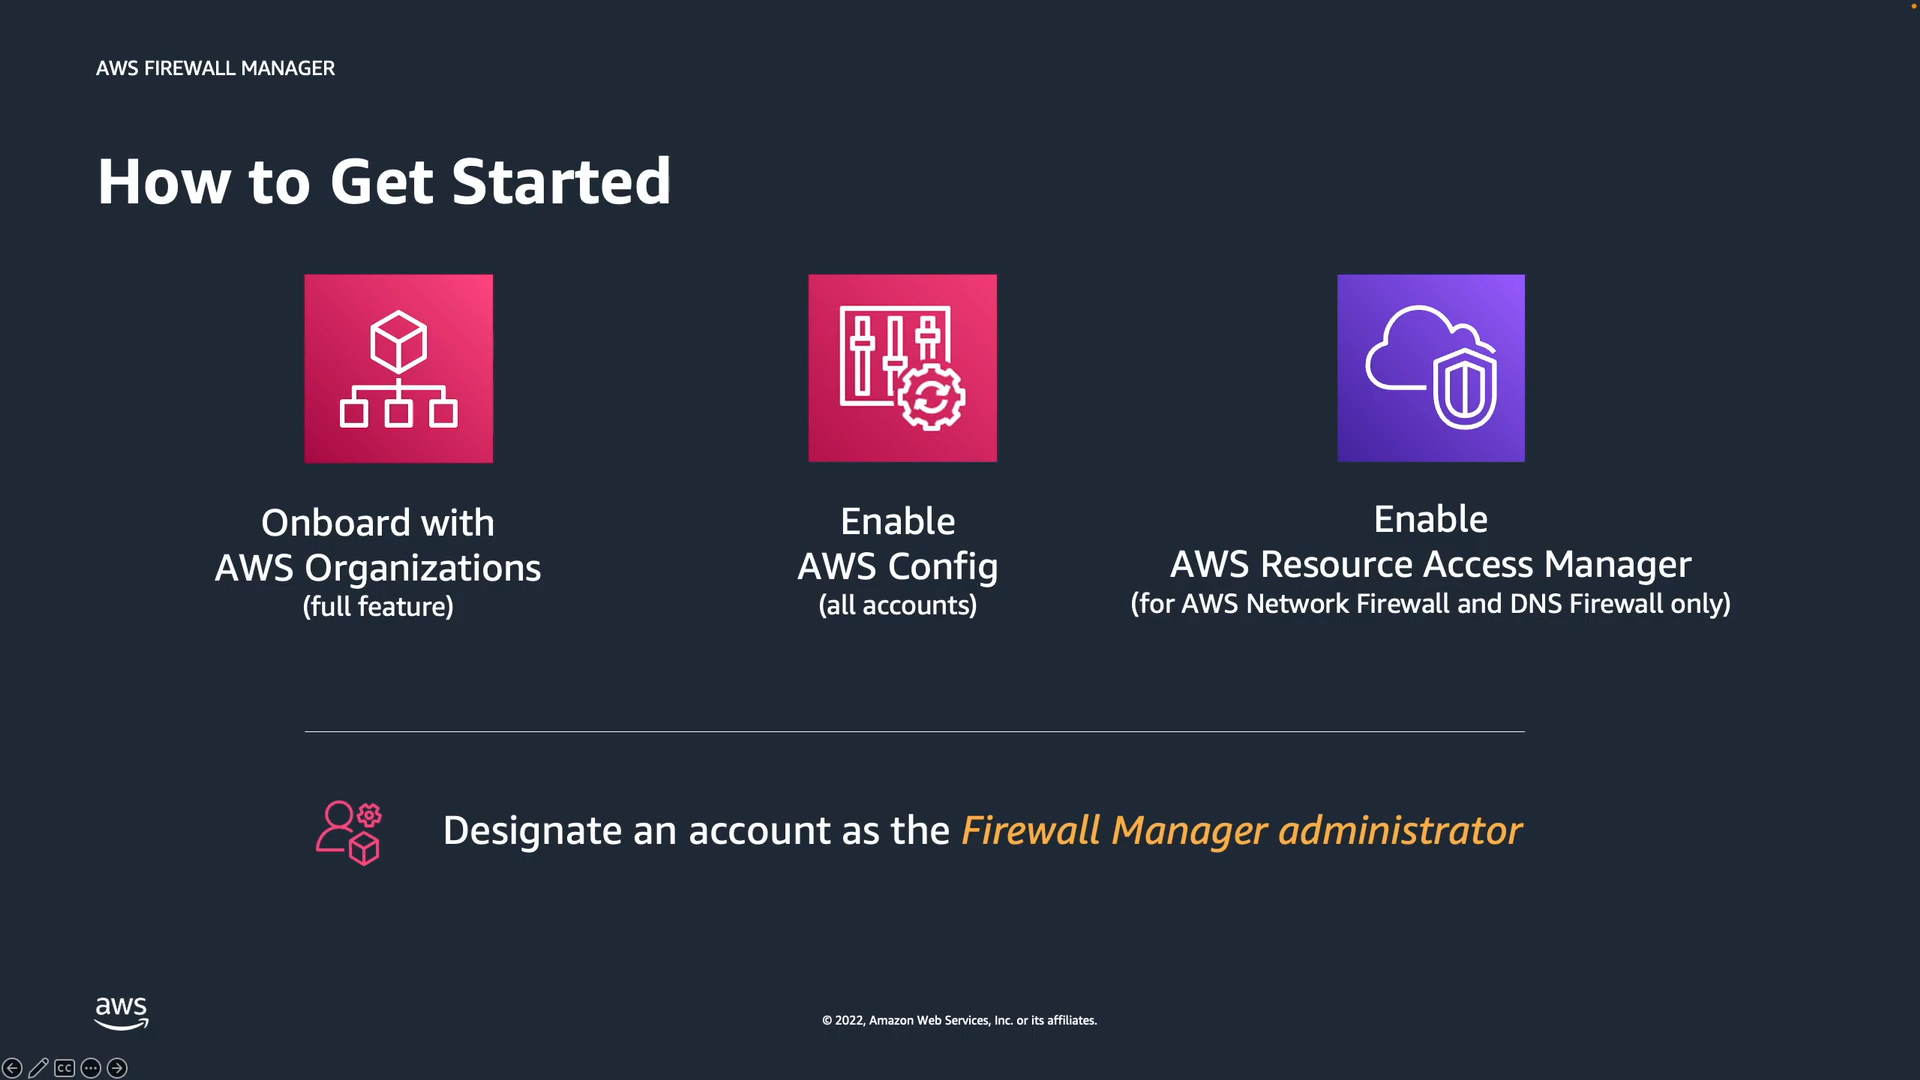 AWS FIREWALL MANAGER
How to Get Started
Onboard with
AWS Organizations
(full feature)
Enable
AWS Config
(all accounts)
Enable
AWS Resource Access Manager
(for AWS Network Firewall and DNS Firewall only)
Designate an account as the Firewall Manager administrator
aws
© 2022, Amazon Web Services, Inc. or its affiliates.
CC